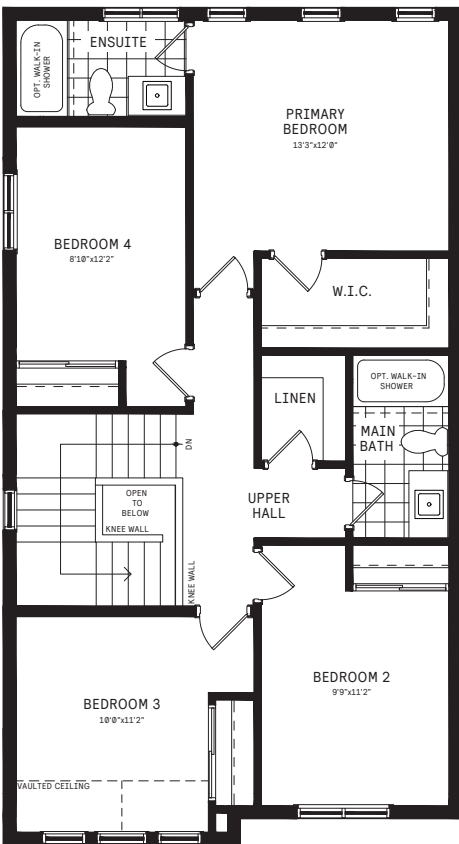 ENSUITE
OPT. WALK-IN
SHOWER
PRIMARY
BEDROOM
13'3"x12'0"
BEDROOM 4
8'10"x12'2"
W.I.C.
OPT. WALK-IN
SHOWER
LINEN
MAIN
BATH
DN
OPEN
TO
BELOW
KNEE WALL
UPPER
HALL
KNEE WALL
BEDROOM 2
9'9"x11'2"
BEDROOM 3
10'0"x11'2"
VAULTED CEILING